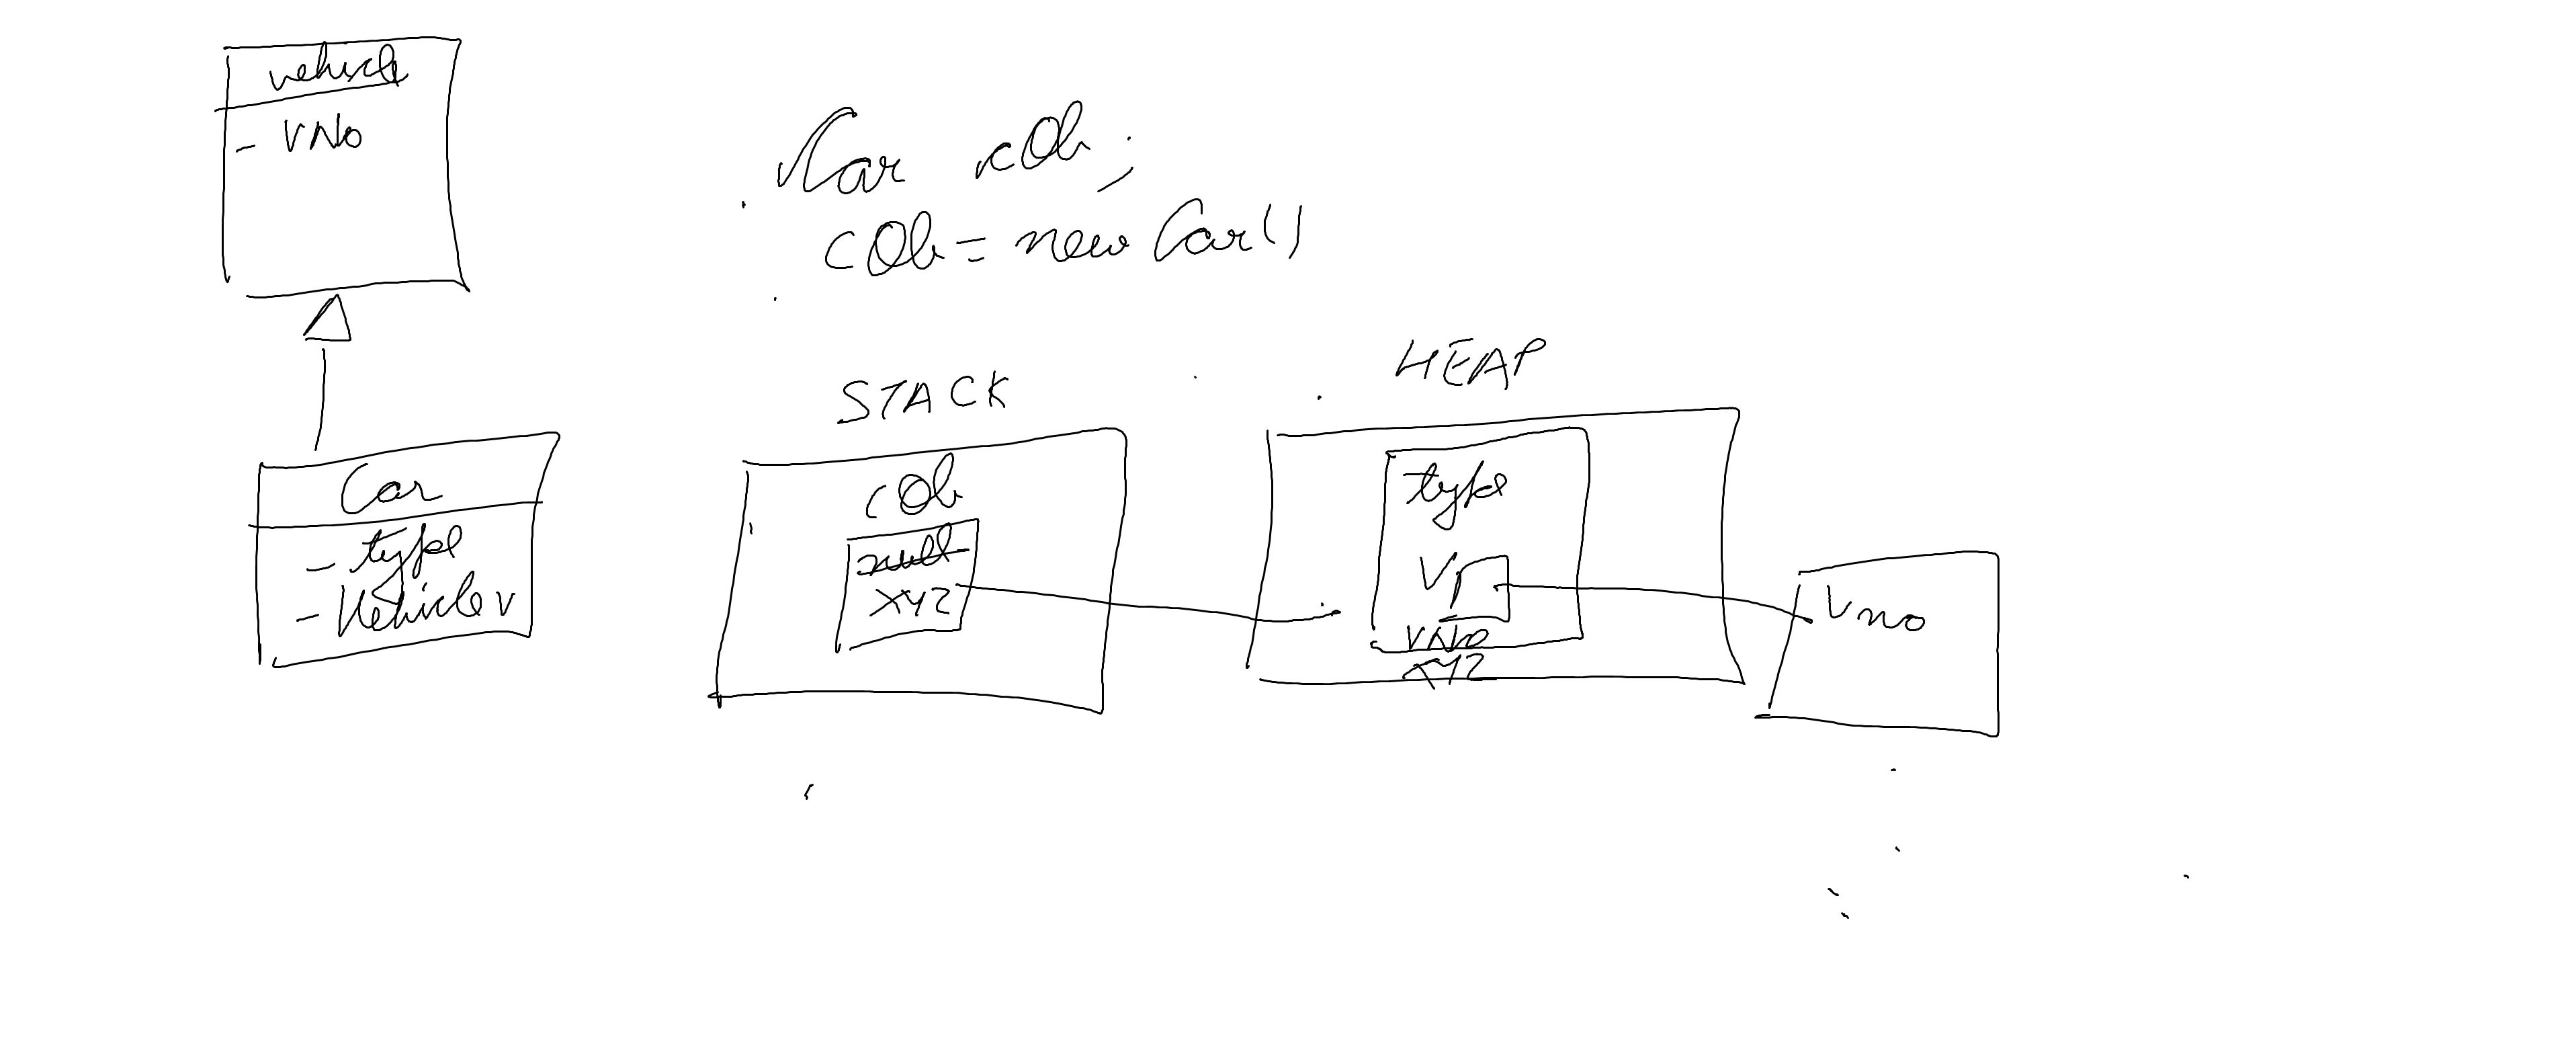 vehicle
- VNo
Car cOb;
cOb = new Car()
STACK
HEAP
Car
- type
- Vehicle v
cOb
null
XYZ
type
V
VNo
XYZ
Vno